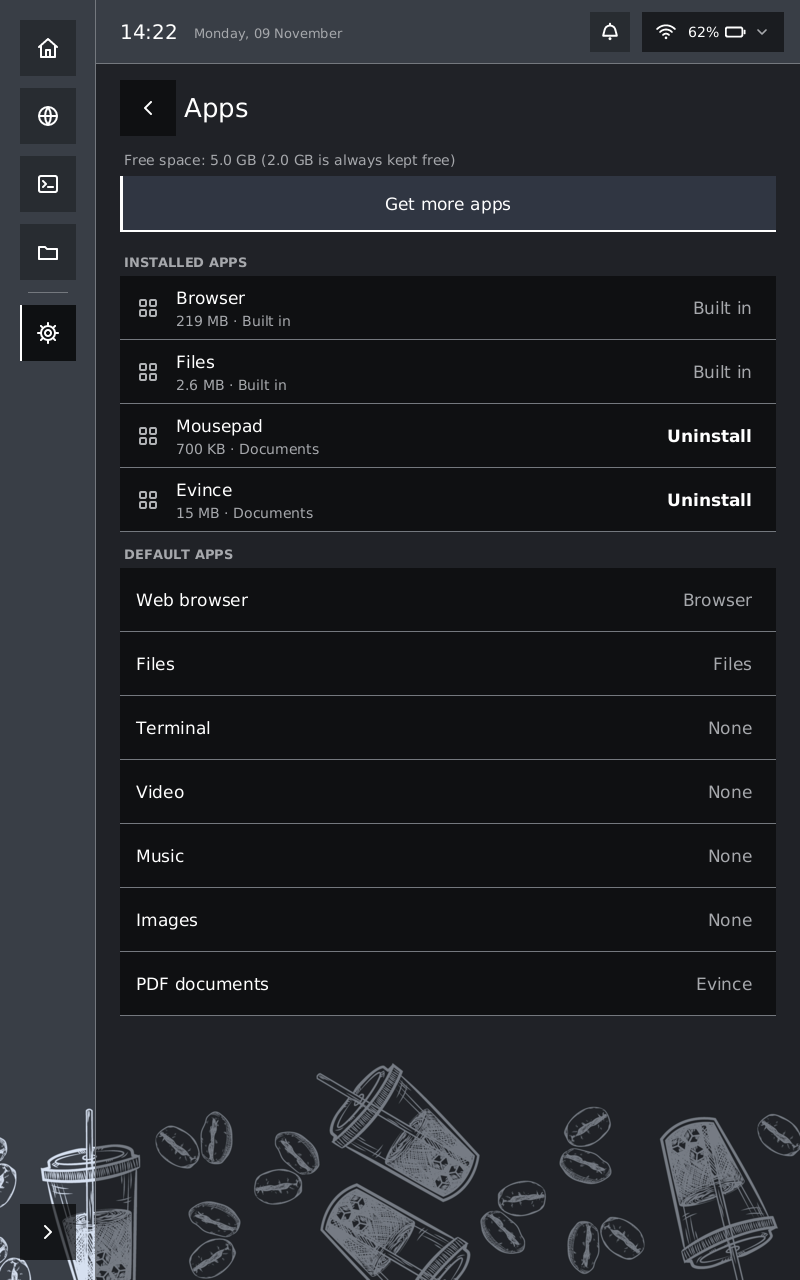 14:22 Monday, 09 November 62%
Apps
Free space: 5.0 GB (2.0 GB is always kept free)
Get more apps
INSTALLED APPS
Browser
219 MB · Built in
Built in
Files
2.6 MB · Built in
Built in
Mousepad
700 KB · Documents
Uninstall
Evince
15 MB · Documents
Uninstall
DEFAULT APPS
Web browser Browser
Files Files
Terminal None
Video None
Music None
Images None
PDF documents Evince